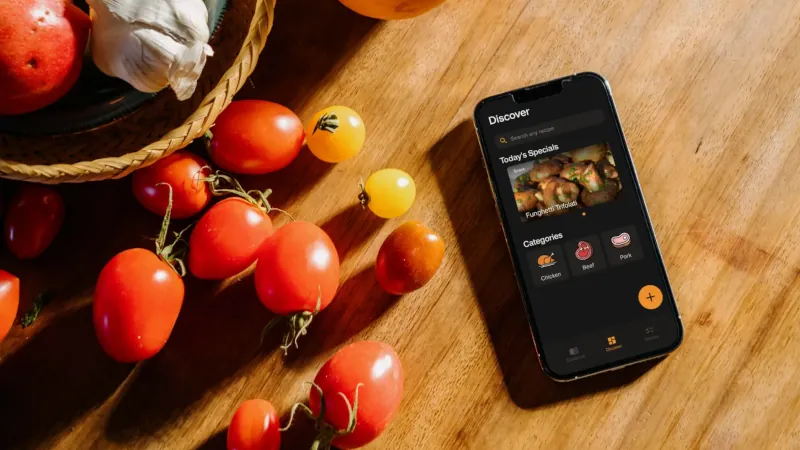 Discover
Search any recipe
Today's Specials
Funghetti Trifolati
Categories
Chicken
Beef
Pork
Discover